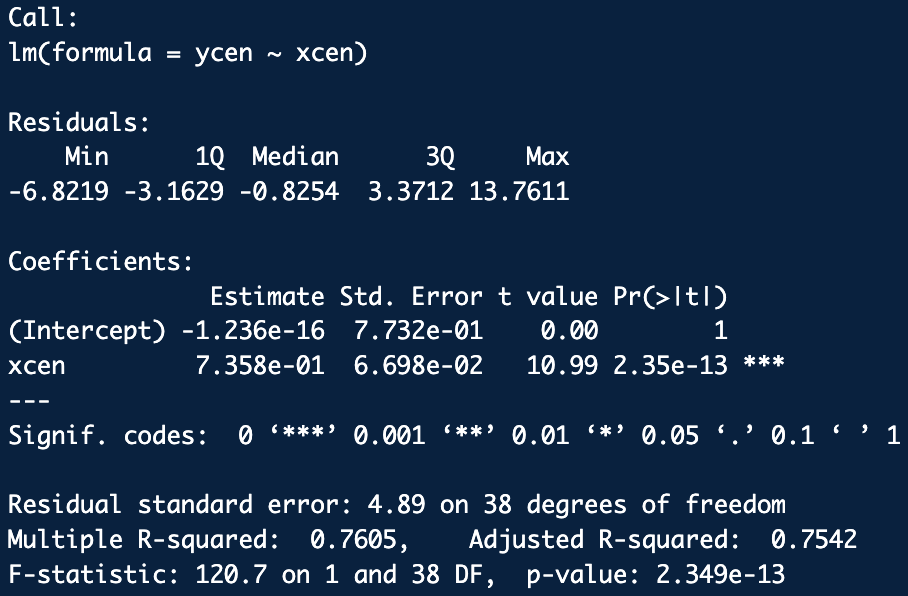 Call:
lm(formula = ycen ~ xcen)
Residuals:
    Min      1Q  Median      3Q     Max
-6.8219 -3.1629 -0.8254  3.3712 13.7611
Coefficients:
              Estimate Std. Error t value Pr(>|t|)
(Intercept) -1.236e-16  7.732e-01    0.00        1
xcen         7.358e-01  6.698e-02   10.99 2.35e-13 ***
---
Signif. codes:  0 ‘***’ 0.001 ‘**’ 0.01 ‘*’ 0.05 ‘.’ 0.1 ‘ ’ 1
Residual standard error: 4.89 on 38 degrees of freedom
Multiple R-squared:  0.7605,    Adjusted R-squared:  0.7542
F-statistic: 120.7 on 1 and 38 DF,  p-value: 2.349e-13